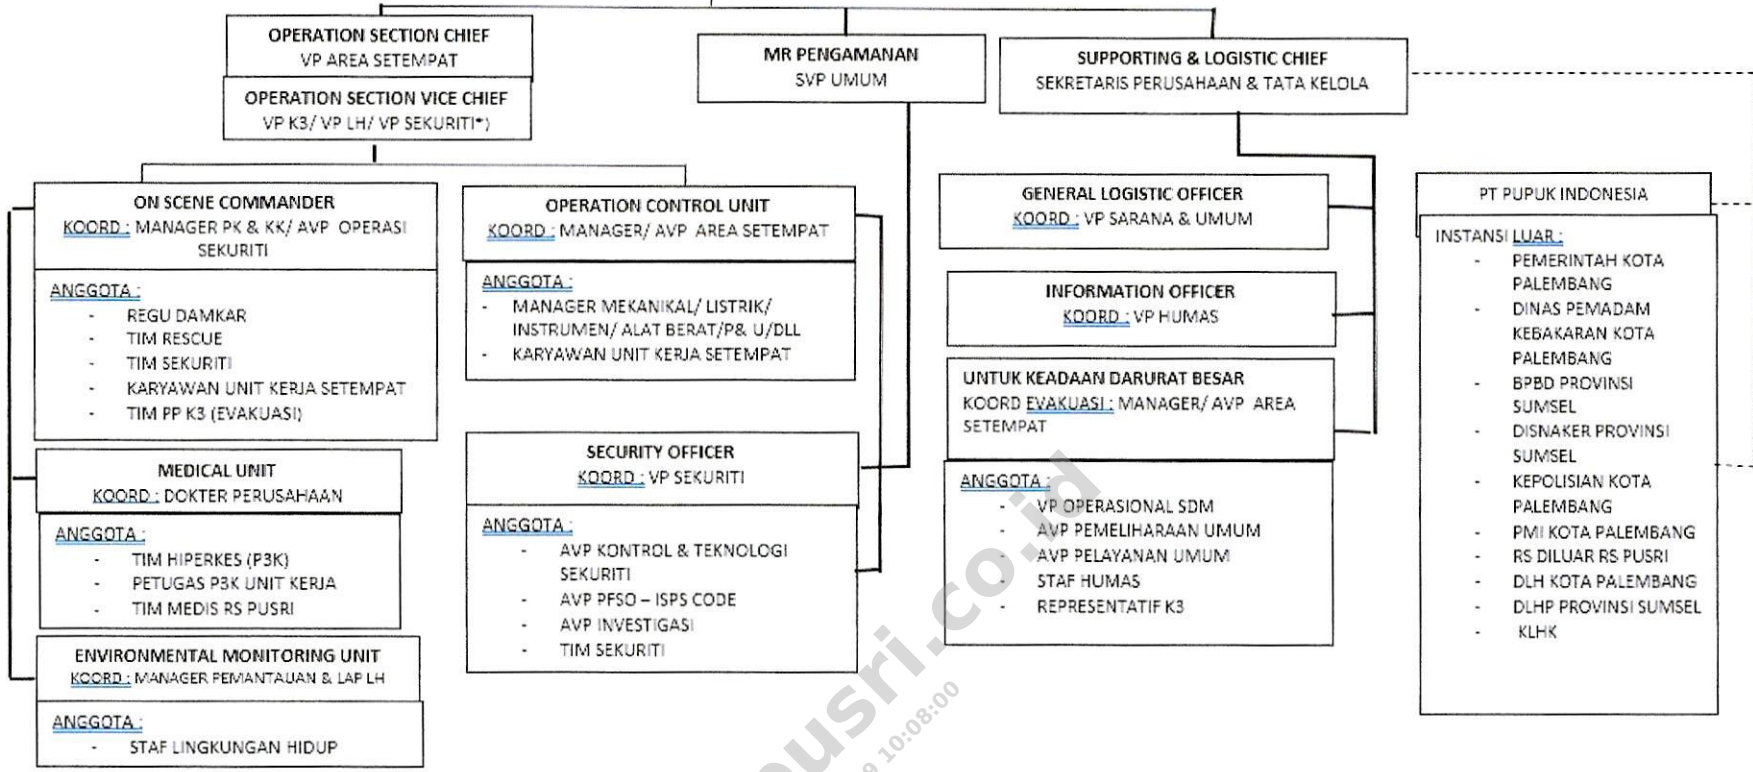 OPERATION SECTION CHIEF
VP AREA SETEMPAT
OPERATION SECTION VICE CHIEF
VP K3/ VP LH/ VP SEKURITI*)
MR PENGAMANAN
SVP UMUM
SUPPORTING & LOGISTIC CHIEF
SEKRETARIS PERUSAHAAN & TATA KELOLA
ON SCENE COMMANDER
KOORD : MANAGER PK & KK/ AVP OPERASI
SEKURITI
ANGGOTA :
- REGU DAMKAR
- TIM RESCUE
- TIM SEKURITI
- KARYAWAN UNIT KERJA SETEMPAT
- TIM PP K3 (EVAKUASI)
MEDICAL UNIT
KOORD : DOKTER PERUSAHAAN
ANGGOTA :
- TIM HIPERKES (P3K)
- PETUGAS P3K UNIT KERJA
- TIM MEDIS RS PUSRI
ENVIRONMENTAL MONITORING UNIT
KOORD : MANAGER PEMANTAUAN & LAP LH
ANGGOTA :
- STAF LINGKUNGAN HIDUP
OPERATION CONTROL UNIT
KOORD : MANAGER/ AVP AREA SETEMPAT
ANGGOTA :
- MANAGER MEKANIKAL/ LISTRIK/
INSTRUMEN/ ALAT BERAT/P& U/DLL
- KARYAWAN UNIT KERJA SETEMPAT
SECURITY OFFICER
KOORD : VP SEKURITI
ANGGOTA :
- AVP KONTROL & TEKNOLOGI
SEKURITI
- AVP PFSO – ISPS CODE
- AVP INVESTIGASI
- TIM SEKURITI
GENERAL LOGISTIC OFFICER
KOORD : VP SARANA & UMUM
INFORMATION OFFICER
KOORD : VP HUMAS
UNTUK KEADAAN DARURAT BESAR
KOORD EVAKUASI : MANAGER/ AVP AREA
SETEMPAT
ANGGOTA :
- VP OPERASIONAL SDM
- AVP PEMELIHARAAN UMUM
- AVP PELAYANAN UMUM
- STAF HUMAS
- REPRESENTATIF K3
PT PUPUK INDONESIA
INSTANSI LUAR :
- PEMERINTAH KOTA
PALEMBANG
- DINAS PEMADAM
KEBAKARAN KOTA
PALEMBANG
- BPBD PROVINSI
SUMSEL
- DISNAKER PROVINSI
SUMSEL
- KEPOLISIAN KOTA
PALEMBANG
- PMI KOTA PALEMBANG
- RS DILUAR RS PUSRI
- DLH KOTA PALEMBANG
- DLHP PROVINSI SUMSEL
- KLHK
pusri.co.id
9 10:08:00